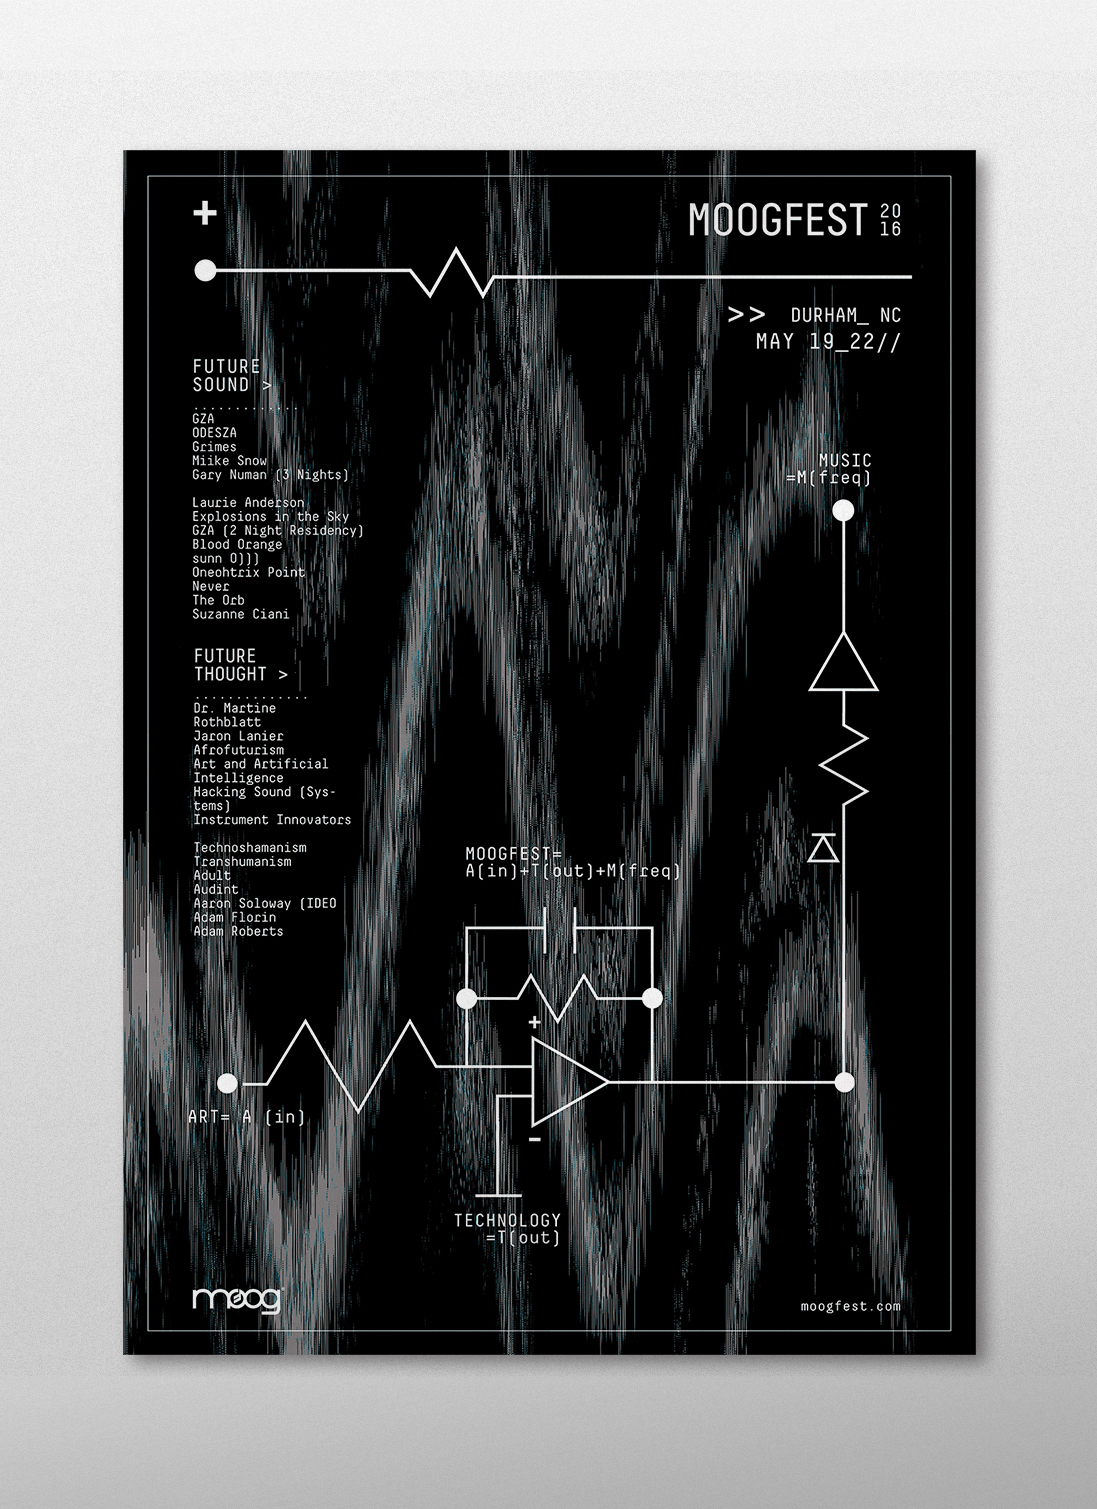 +
MOOGFEST 20
16
>> DURHAM_ NC
MAY 19_22//
FUTURE
SOUND >
.............
GZA
ODESZA
Grimes
Miike Snow
Gary Numan (3 Nights)
Laurie Anderson
Explosions in the Sky
GZA (2 Night Residency)
Blood Orange
sunn O)))
Oneohtrix Point
Never
The Orb
Suzanne Ciani
FUTURE
THOUGHT >
..............
Dr. Martine
Rothblatt
Jaron Lanier
Afrofuturism
Art and Artificial
Intelligence
Hacking Sound (Sys-
tems)
Instrument Innovators
Technoshamanism
Transhumanism
Adult
Audint
Aaron Soloway (IDEO
Adam Florin
Adam Roberts
MUSIC
=M(freq)
MOOGFEST=
A(in)+T(out)+M(freq)
+
-
ART= A (in)
TECHNOLOGY
=T(out)
moog
moogfest.com